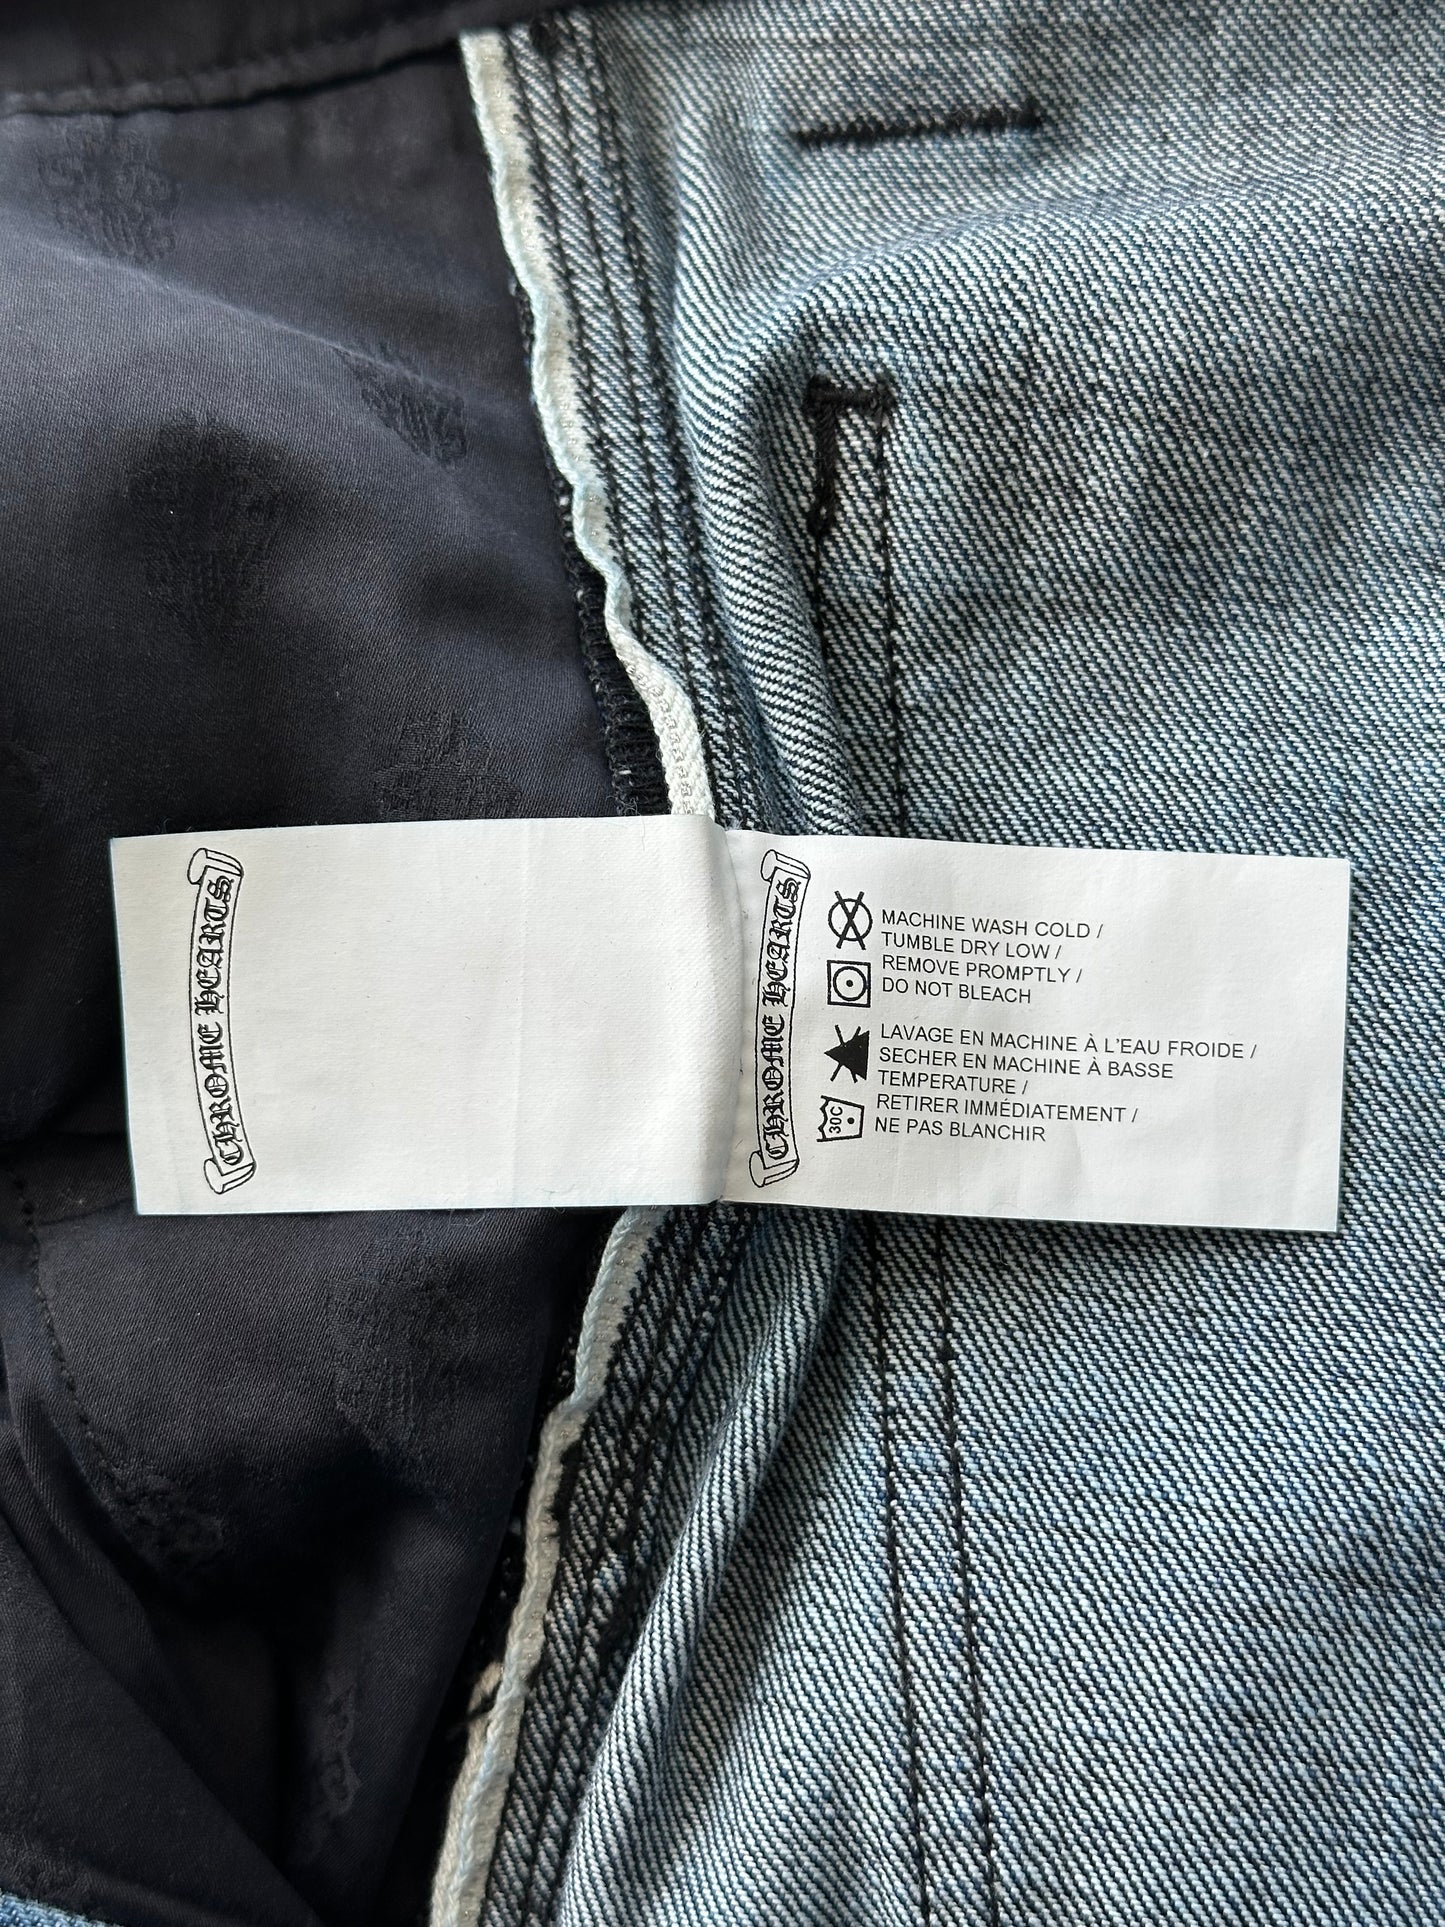 CHROME HEARTS
CHROME HEARTS
MACHINE WASH COLD /
TUMBLE DRY LOW /
REMOVE PROMPTLY /
DO NOT BLEACH
LAVAGE EN MACHINE À L'EAU FROIDE /
SECHER EN MACHINE À BASSE
TEMPERATURE /
RETIRER IMMÉDIATEMENT /
NE PAS BLANCHIR
30C